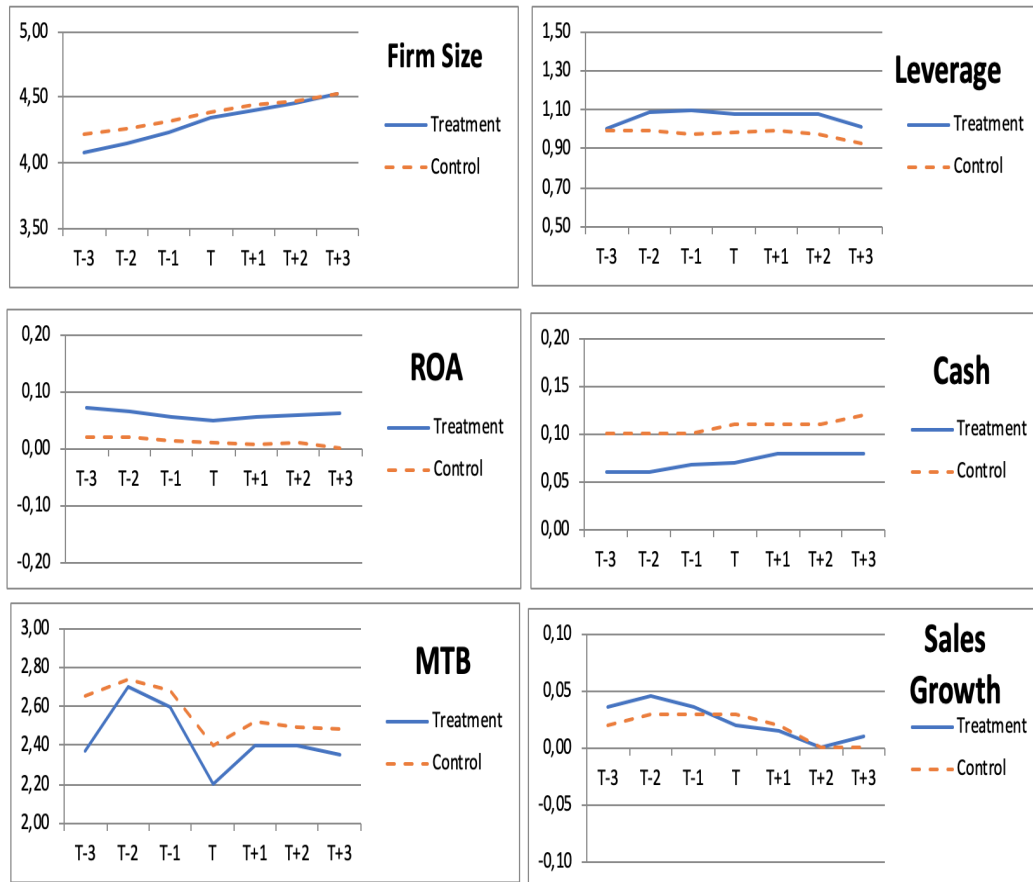 5,00
4,50
4,00
3,50
T-3 T-2 T-1 T T+1 T+2 T+3
Firm Size
Treatment
Control
1,50
1,30
1,10
0,90
0,70
0,50
T-3 T-2 T-1 T T+1 T+2 T+3
Leverage
Treatment
Control
0,20
0,10
0,00
-0,10
-0,20
T-3 T-2 T-1 T T+1 T+2 T+3
ROA
Treatment
Control
0,20
0,15
0,10
0,05
0,00
T-3 T-2 T-1 T T+1 T+2 T+3
Cash
Treatment
Control
3,00
2,80
2,60
2,40
2,20
2,00
T-3 T-2 T-1 T T+1 T+2 T+3
MTB
Treatment
Control
0,10
0,05
0,00
-0,05
-0,10
T-3 T-2 T-1 T T+1 T+2 T+3
Sales
Growth
Treatment
Control